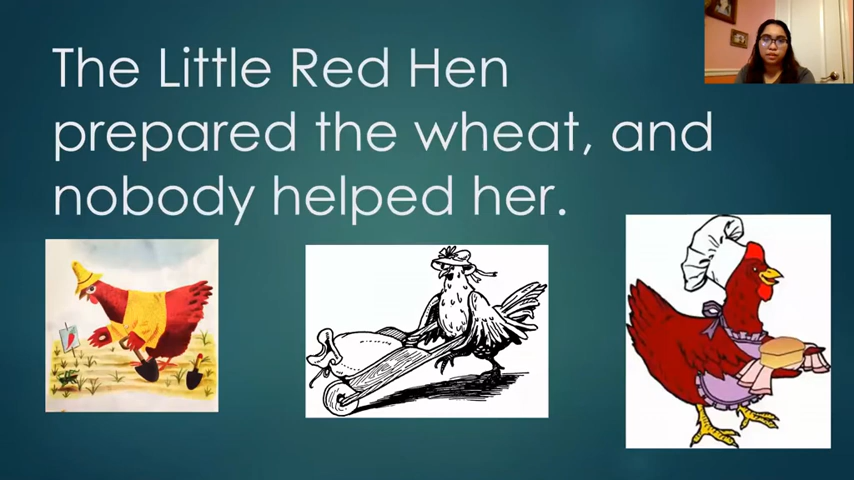 The Little Red Hen
prepared the wheat, and
nobody helped her.